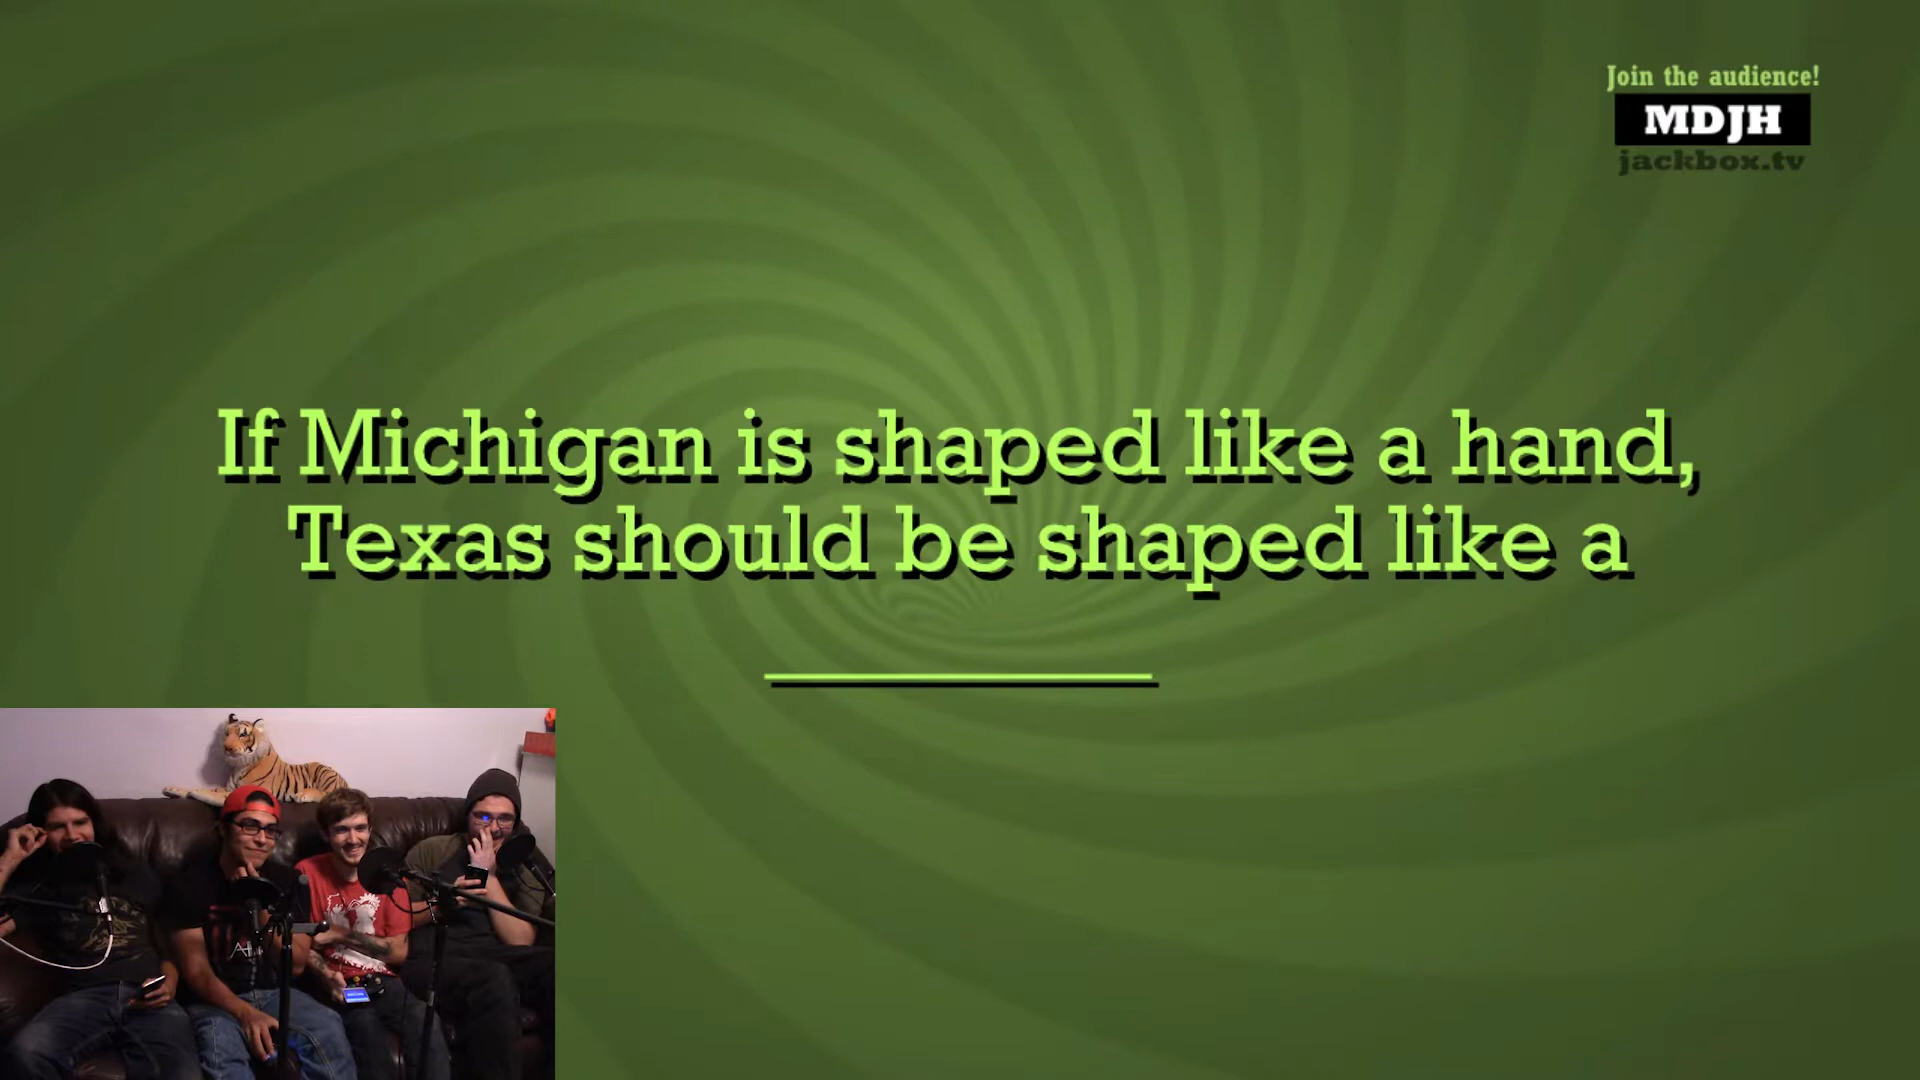 Join the audience!
MDJH
jackbox.tv
If Michigan is shaped like a hand,
Texas should be shaped like a